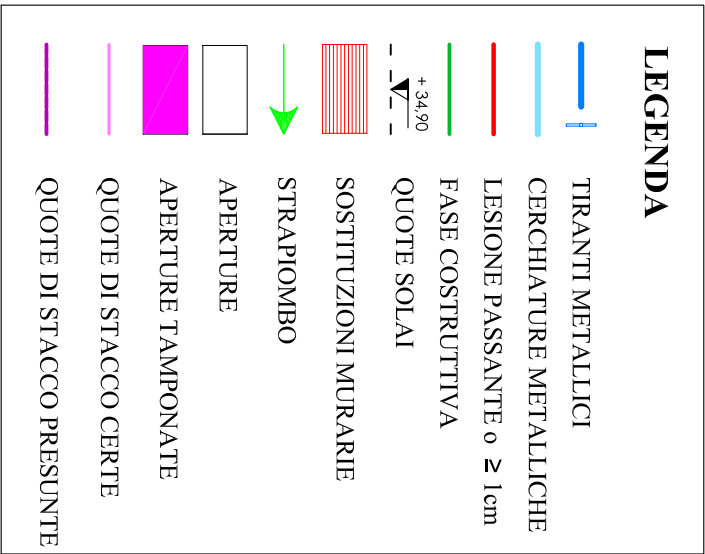 LEGENDA
TIRANTI METALLICI
CERCHIATURE METALLICHE
LESIONE PASSANTE o ≥ 1cm
FASE COSTRUTTIVA
+ 34,90
QUOTE SOLAI
SOSTITUZIONI MURARIE
STRAPIOMBO
APERTURE
APERTURE TAMPONATE
QUOTE DI STACCO CERTE
QUOTE DI STACCO PRESUNTE